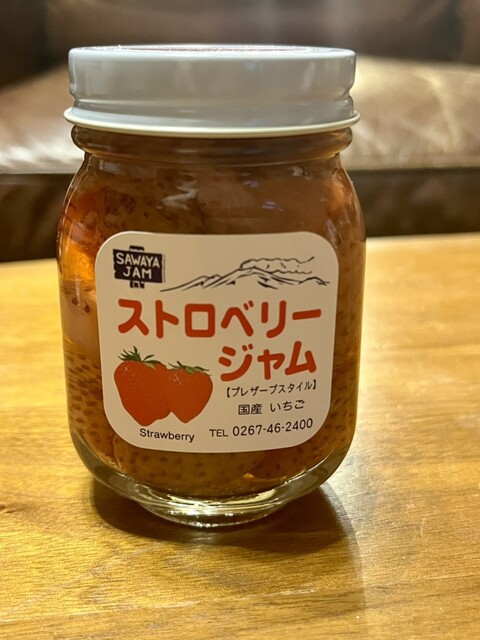 SAWAYA
JAM
ストロベリー
ジャム
【プレザーブスタイル】
国産 いちご
Strawberry TEL 0267-46-2400